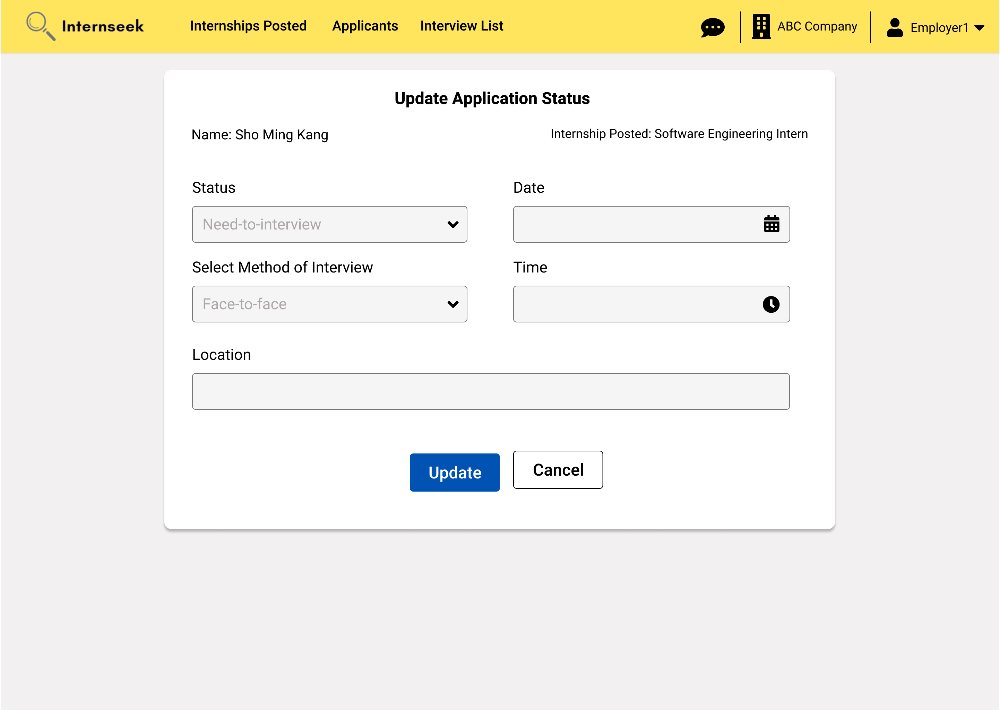 Internseek
Internships Posted
Applicants
Interview List
ABC Company
Employer1
Update Application Status
Name: Sho Ming Kang
Internship Posted: Software Engineering Intern
Status
Date
Need-to-interview
Select Method of Interview
Time
Face-to-face
Location
Update
Cancel